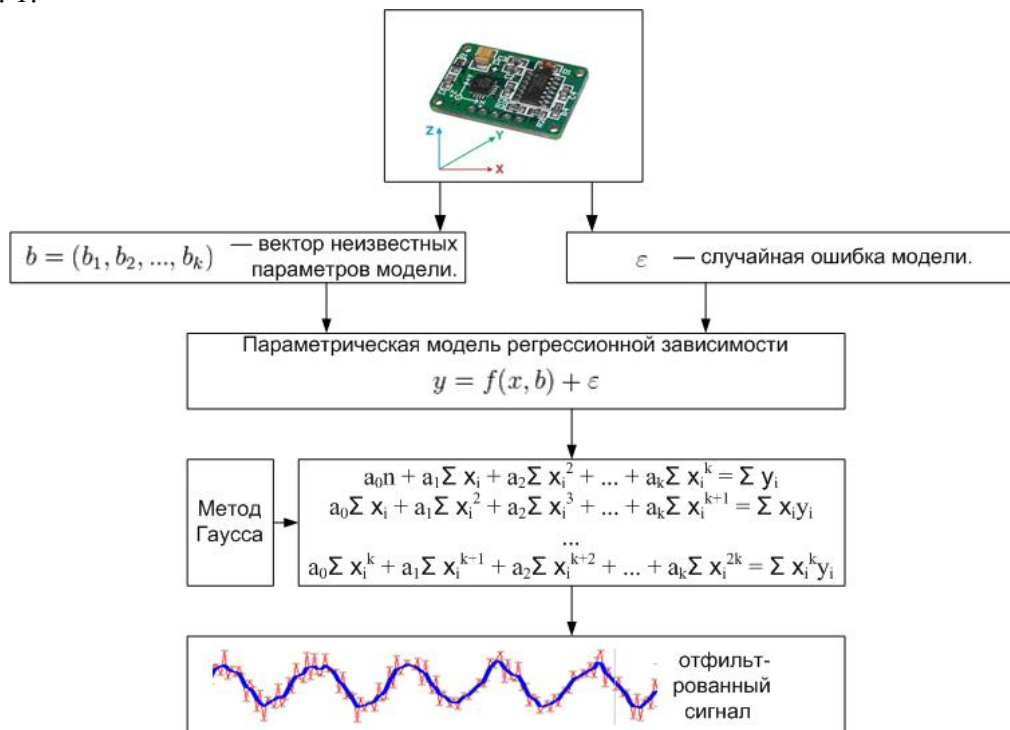 Z
Y
X
b = (b₁, b₂, ..., bₖ) — вектор неизвестных
параметров модели.
ε — случайная ошибка модели.
Параметрическая модель регрессионной зависимости
y = f(x, b) + ε
Метод
Гаусса
a₀n + a₁Σ xᵢ + a₂Σ xᵢ² + ... + aₖΣ xᵢᵏ = Σ yᵢ
a₀Σ xᵢ + a₁Σ xᵢ² + a₂Σ xᵢ³ + ... + aₖΣ xᵢᵏ⁺¹ = Σ xᵢyᵢ
...
a₀Σ xᵢᵏ + a₁Σ xᵢᵏ⁺¹ + a₂Σ xᵢᵏ⁺² + ... + aₖΣ xᵢ²ᵏ = Σ xᵢᵏyᵢ
отфильт-
рованный
сигнал